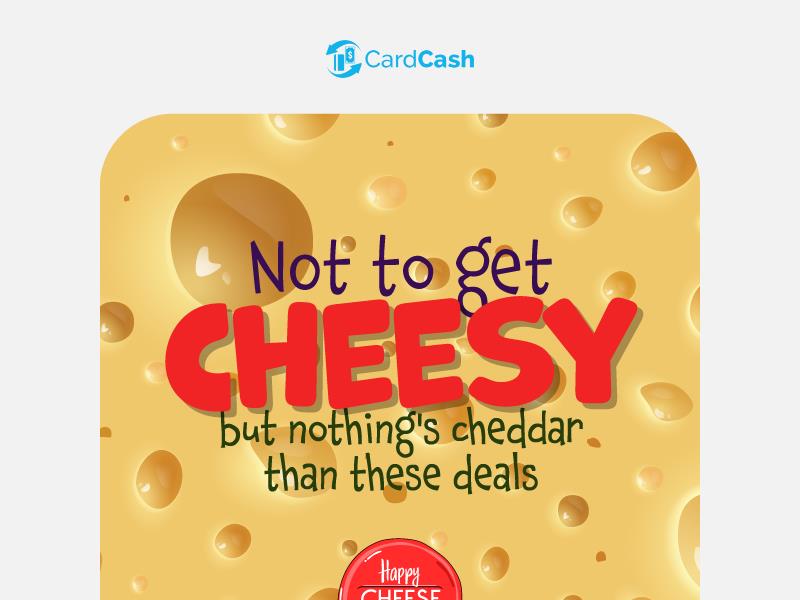 CardCash
Not to get
CHEESY
but nothing's cheddar
than these deals
Happy
CHEESE